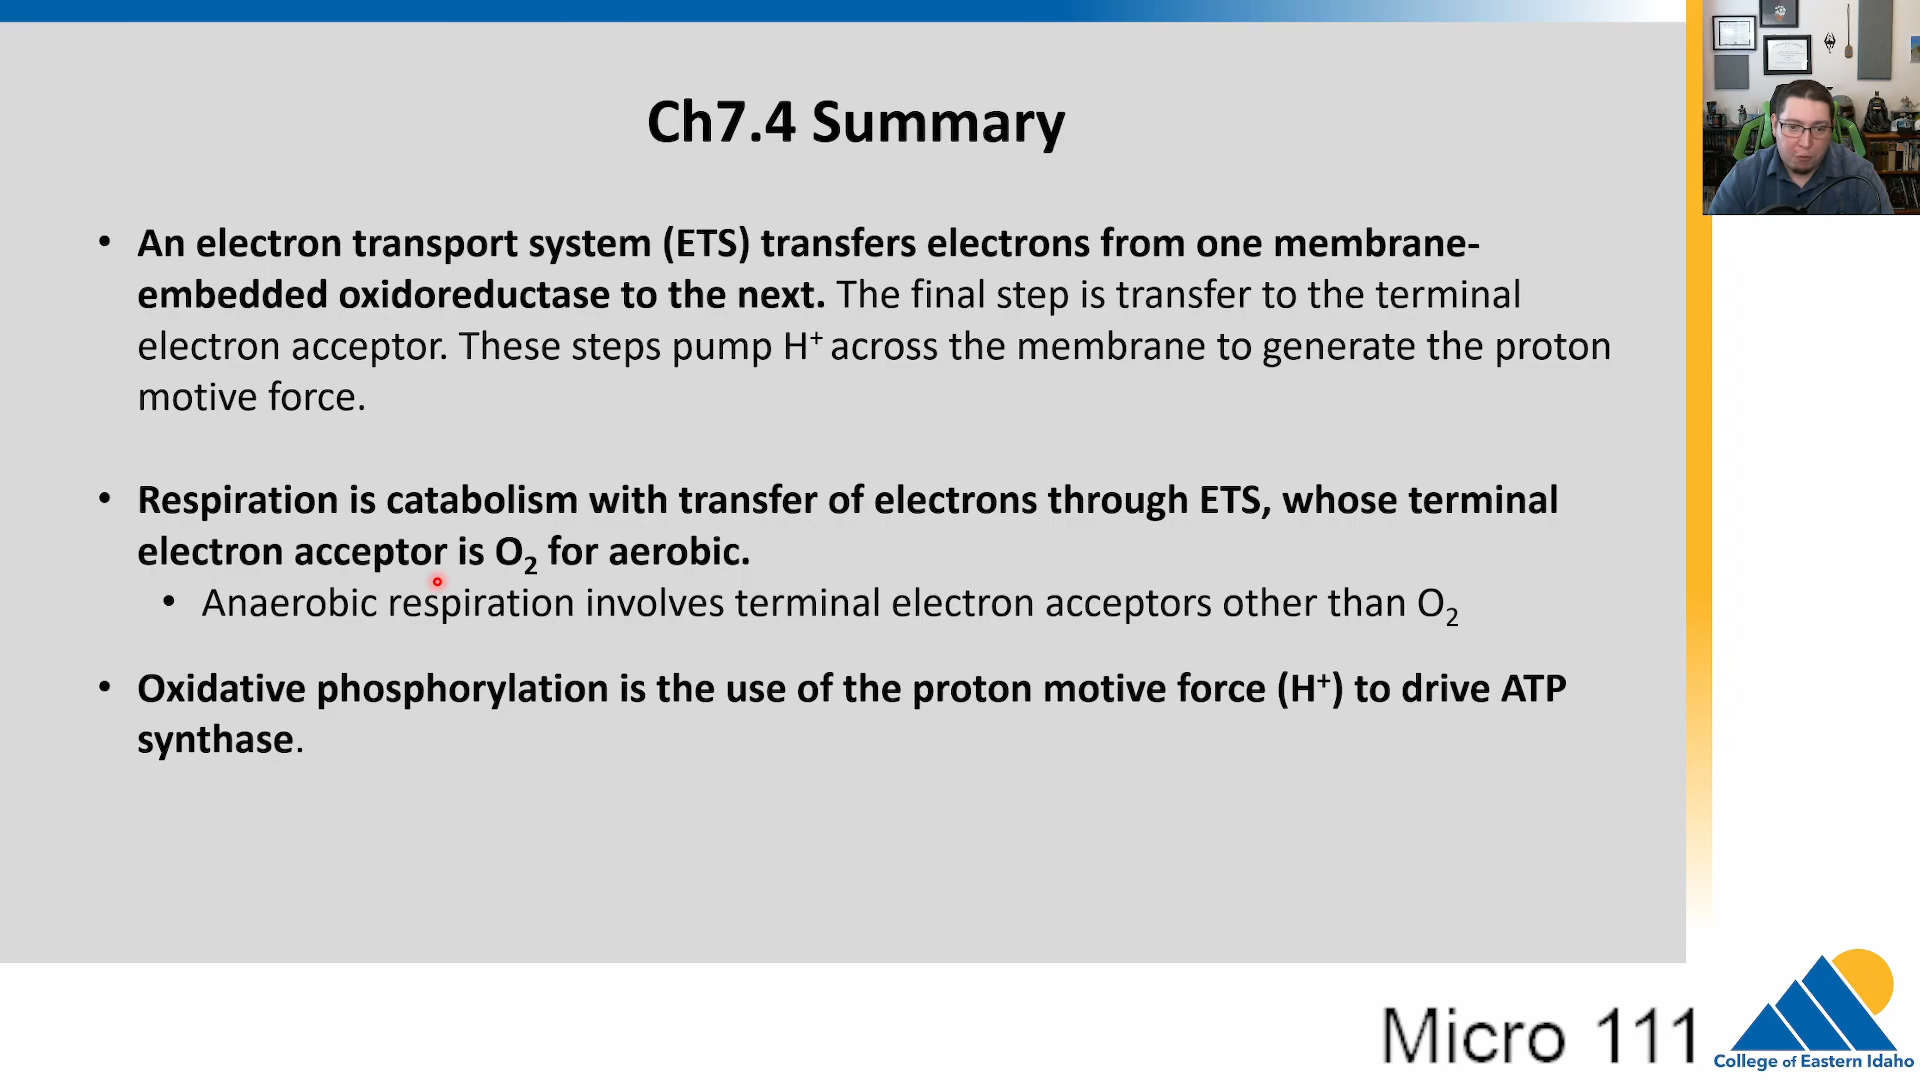 Ch7.4 Summary
• An electron transport system (ETS) transfers electrons from one membrane-
embedded oxidoreductase to the next. The final step is transfer to the terminal
electron acceptor. These steps pump H⁺ across the membrane to generate the proton
motive force.
• Respiration is catabolism with transfer of electrons through ETS, whose terminal
electron acceptor is O₂ for aerobic.
• Anaerobic respiration involves terminal electron acceptors other than O₂
• Oxidative phosphorylation is the use of the proton motive force (H⁺) to drive ATP
synthase.
Micro 111
College of Eastern Idaho